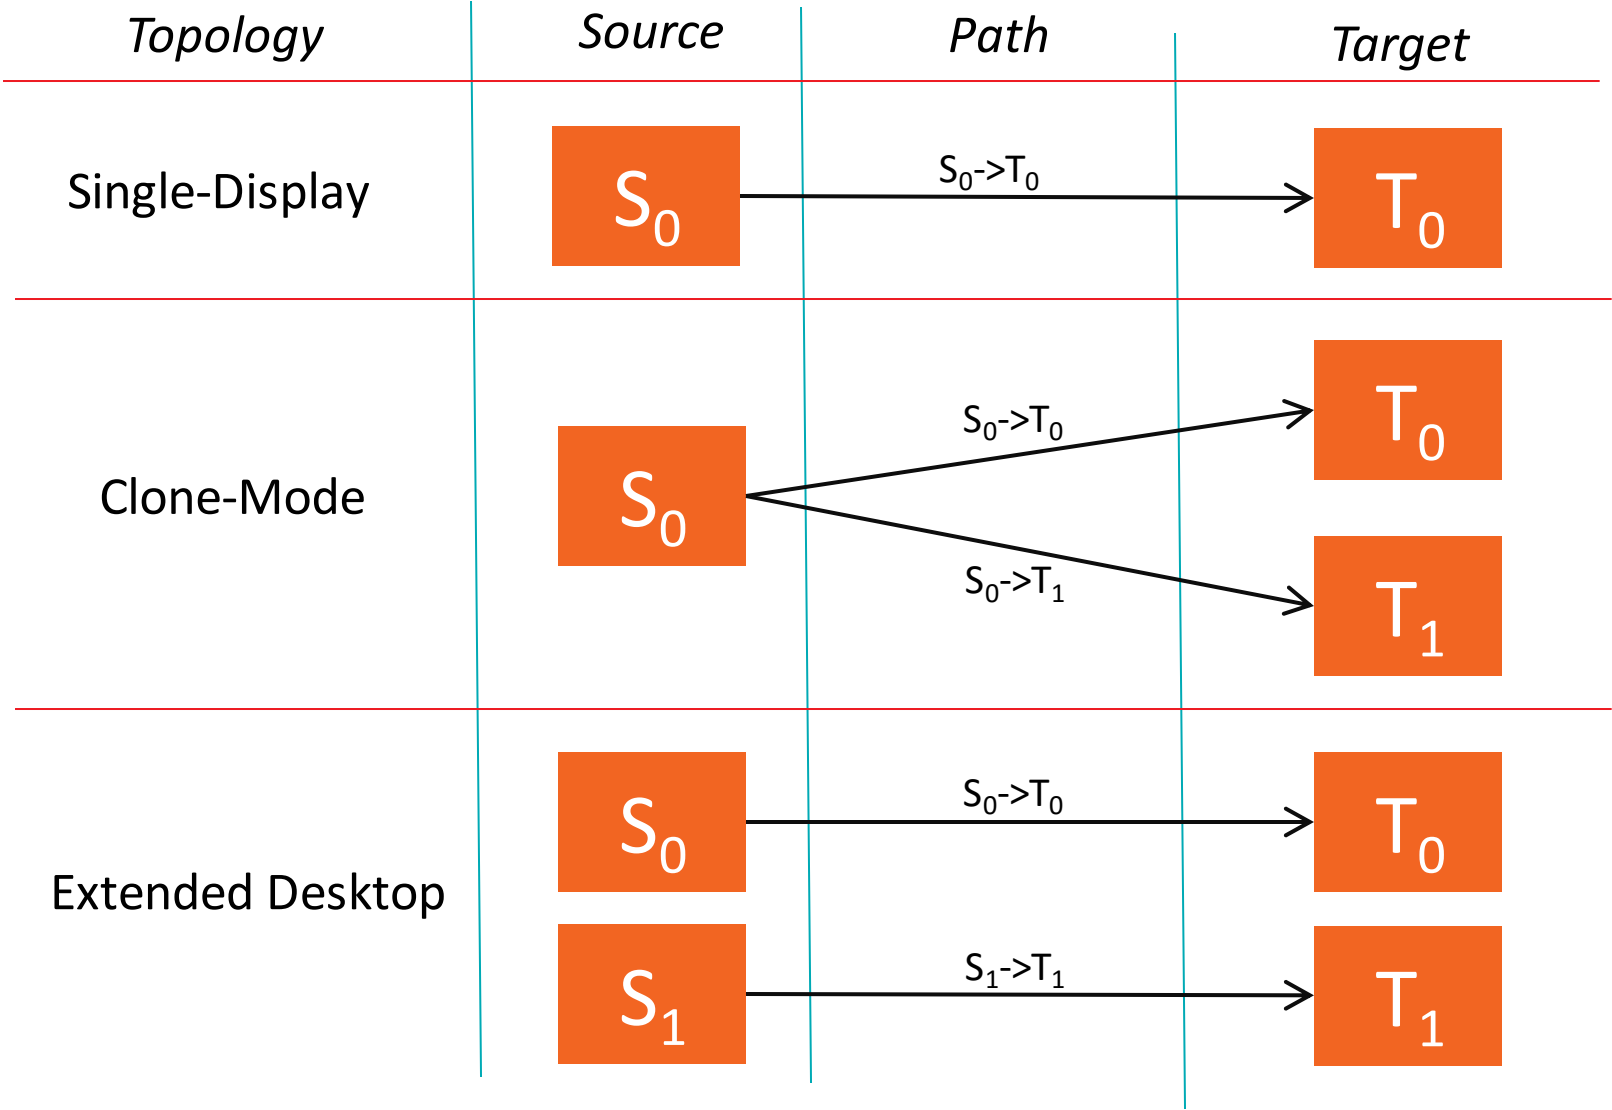 Topology Source Path Target
Single-Display S₀ S₀->T₀ T₀
Clone-Mode S₀ S₀->T₀ T₀
S₀->T₁ T₁
Extended Desktop S₀ S₀->T₀ T₀
S₁ S₁->T₁ T₁